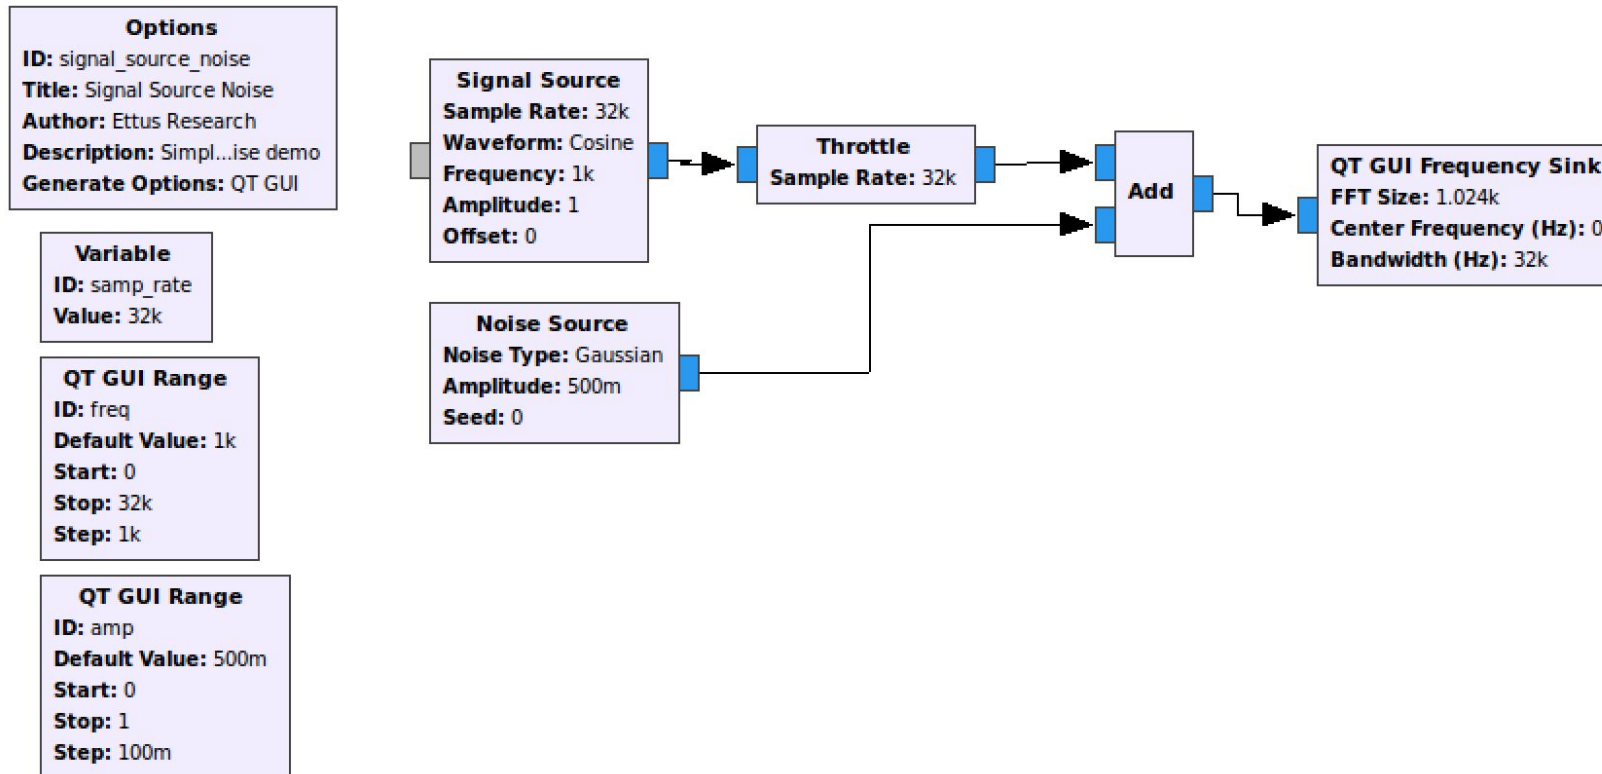 Options
ID: signal_source_noise
Title: Signal Source Noise
Author: Ettus Research
Description: Simpl...ise demo
Generate Options: QT GUI
Variable
ID: samp_rate
Value: 32k
QT GUI Range
ID: freq
Default Value: 1k
Start: 0
Stop: 32k
Step: 1k
QT GUI Range
ID: amp
Default Value: 500m
Start: 0
Stop: 1
Step: 100m
Signal Source
Sample Rate: 32k
Waveform: Cosine
Frequency: 1k
Amplitude: 1
Offset: 0
Noise Source
Noise Type: Gaussian
Amplitude: 500m
Seed: 0
Throttle
Sample Rate: 32k
Add
QT GUI Frequency Sink
FFT Size: 1.024k
Center Frequency (Hz): 0
Bandwidth (Hz): 32k